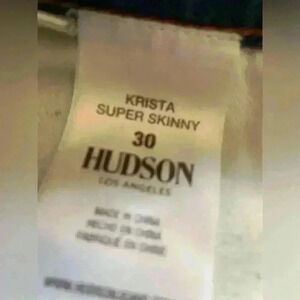 KRISTA
SUPER SKINNY
30
HUDSON
LOS ANGELES
MADE IN CHINA
HECHO EN CHINA
FABRIQUÉ EN CHINE